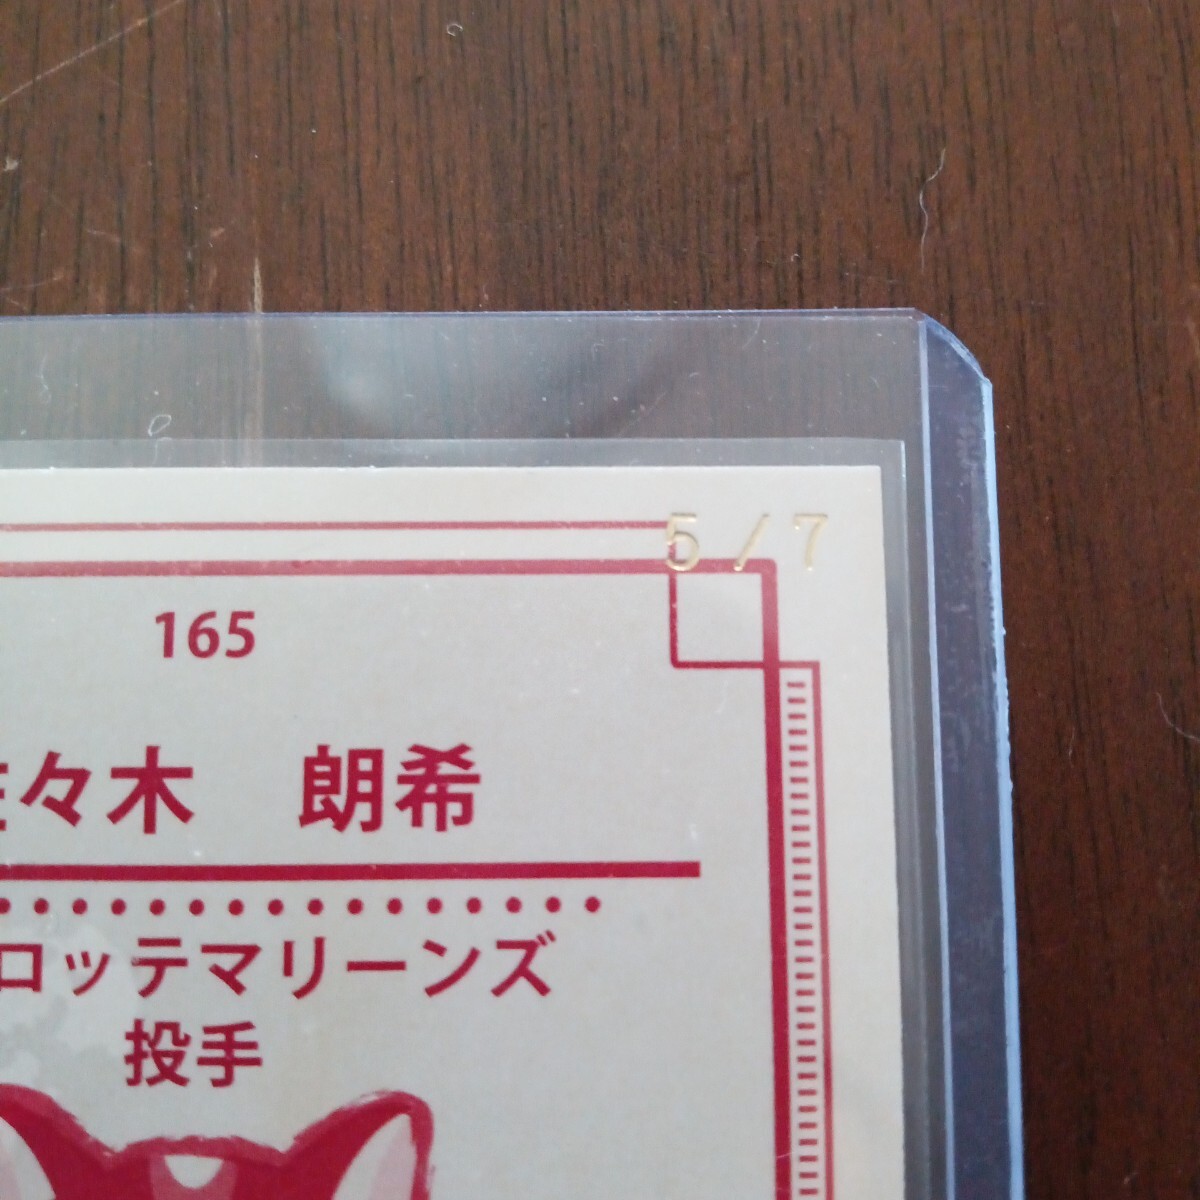 5/7
165
々木　朗希
ロッテマリーンズ
投手